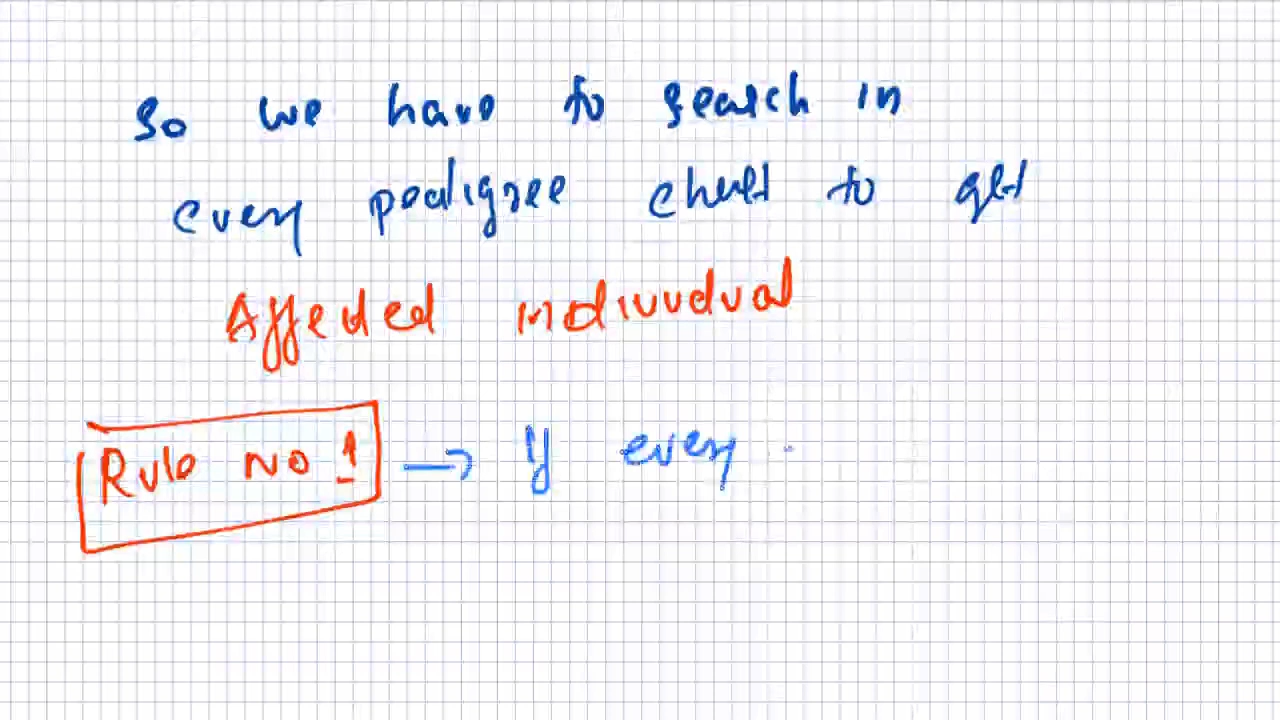 So we have to search in
every pedigree chart to get
Affected individual
Rule No 1 → If every